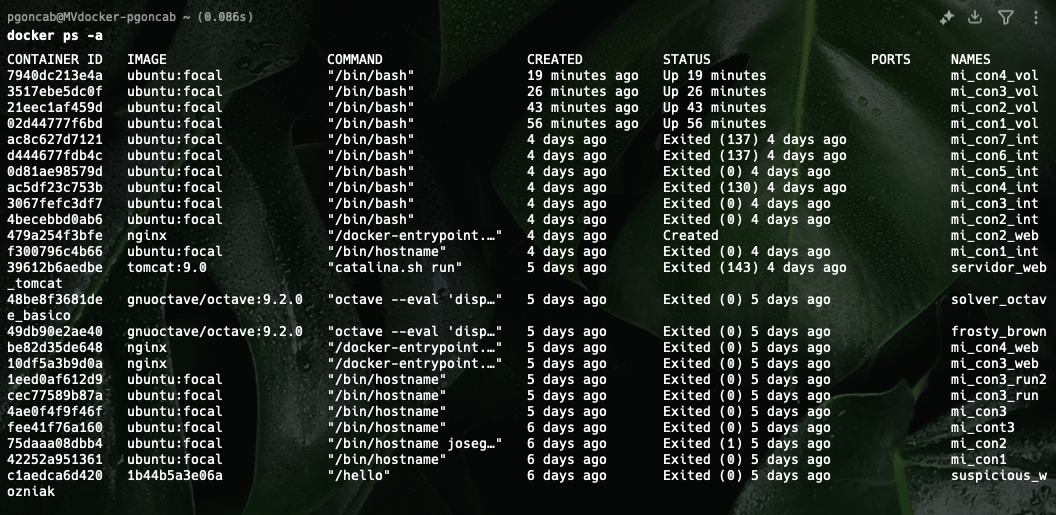 pgoncab@MVdocker-pgoncab ~ (0.086s)
docker ps -a
CONTAINER ID   IMAGE                    COMMAND                  CREATED          STATUS                    PORTS     NAMES
7940dc213e4a   ubuntu:focal             "/bin/bash"              19 minutes ago   Up 19 minutes                       mi_con4_vol
3517ebe5dc0f   ubuntu:focal             "/bin/bash"              26 minutes ago   Up 26 minutes                       mi_con3_vol
21eec1af459d   ubuntu:focal             "/bin/bash"              43 minutes ago   Up 43 minutes                       mi_con2_vol
02d44777f6bd   ubuntu:focal             "/bin/bash"              56 minutes ago   Up 56 minutes                       mi_con1_vol
ac8c627d7121   ubuntu:focal             "/bin/bash"              4 days ago       Exited (137) 4 days ago             mi_con7_int
d444677fdb4c   ubuntu:focal             "/bin/bash"              4 days ago       Exited (137) 4 days ago             mi_con6_int
0d81ae98579d   ubuntu:focal             "/bin/bash"              4 days ago       Exited (0) 4 days ago               mi_con5_int
ac5df23c753b   ubuntu:focal             "/bin/bash"              4 days ago       Exited (130) 4 days ago             mi_con4_int
3067fefc3df7   ubuntu:focal             "/bin/bash"              4 days ago       Exited (0) 4 days ago               mi_con3_int
4becebbd0ab6   ubuntu:focal             "/bin/bash"              4 days ago       Exited (0) 4 days ago               mi_con2_int
479a254f3bfe   nginx                    "/docker-entrypoint.…"   4 days ago       Created                             mi_con2_web
f300796c4b66   ubuntu:focal             "/bin/hostname"          4 days ago       Exited (0) 4 days ago               mi_con1_int
39612b6aedbe   tomcat:9.0               "catalina.sh run"        5 days ago       Exited (143) 4 days ago             servidor_web
_tomcat
48be8f3681de   gnuoctave/octave:9.2.0   "octave --eval 'disp…"   5 days ago       Exited (0) 5 days ago               solver_octav
e_basico
49db90e2ae40   gnuoctave/octave:9.2.0   "octave --eval 'disp…"   5 days ago       Exited (0) 5 days ago               frosty_brown
be82d35de648   nginx                    "/docker-entrypoint.…"   5 days ago       Exited (0) 5 days ago               mi_con4_web
10df5a3b9d0a   nginx                    "/docker-entrypoint.…"   5 days ago       Exited (0) 5 days ago               mi_con3_web
1eed0af612d9   ubuntu:focal             "/bin/hostname"          5 days ago       Exited (0) 5 days ago               mi_con3_run2
cec77589b87a   ubuntu:focal             "/bin/hostname"          5 days ago       Exited (0) 5 days ago               mi_con3_run
4ae0f4f9f46f   ubuntu:focal             "/bin/hostname"          5 days ago       Exited (0) 5 days ago               mi_con3
fee41f76a160   ubuntu:focal             "/bin/hostname"          6 days ago       Exited (0) 5 days ago               mi_cont3
75daaa08dbb4   ubuntu:focal             "/bin/hostname joseg…"   6 days ago       Exited (1) 5 days ago               mi_con2
42252a951361   ubuntu:focal             "/bin/hostname"          6 days ago       Exited (0) 5 days ago               mi_con1
c1aedca6d420   1b44b5a3e06a             "/hello"                 6 days ago       Exited (0) 5 days ago               suspicious_w
ozniak